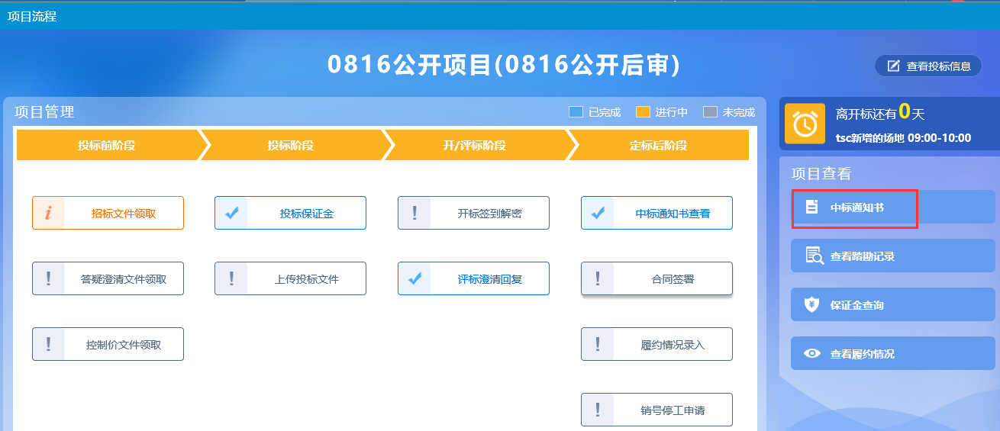 项目流程
0816公开项目(0816公开后审)
查看投标信息
项目管理
已完成
进行中
未完成
投标前阶段
投标阶段
开/评标阶段
定标后阶段
招标文件领取
投标保证金
开标签到解密
中标通知书查看
答疑澄清文件领取
上传投标文件
评标澄清回复
合同签署
控制价文件领取
履约情况录入
销号停工申请
离开标还有0天
tsc新增的场地 09:00-10:00
项目查看
中标通知书
查看踏勘记录
保证金查询
查看履约情况